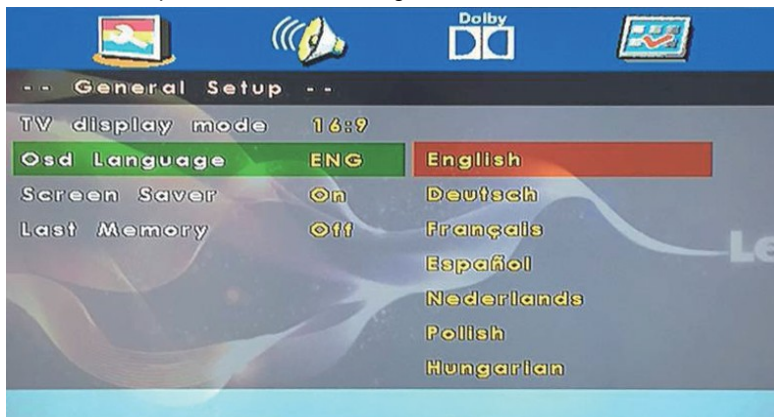 Dolby
-- General Setup --
TV display mode 16:9
Osd Language ENG English
Screen Saver On Deutsch
Last Memory Off Français
Español
Nederlands
Polish
Hungarian